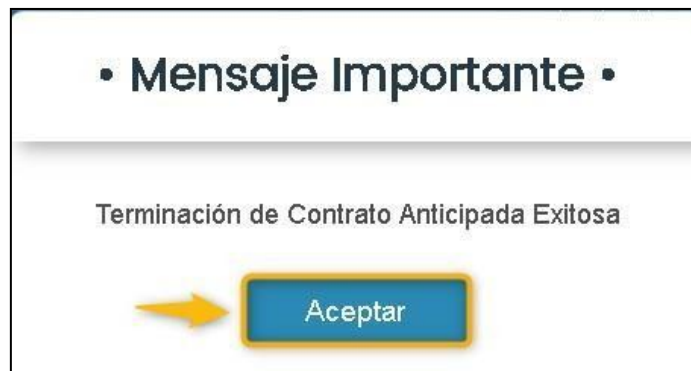 • Mensaje Importante •
Terminación de Contrato Anticipada Exitosa
Aceptar